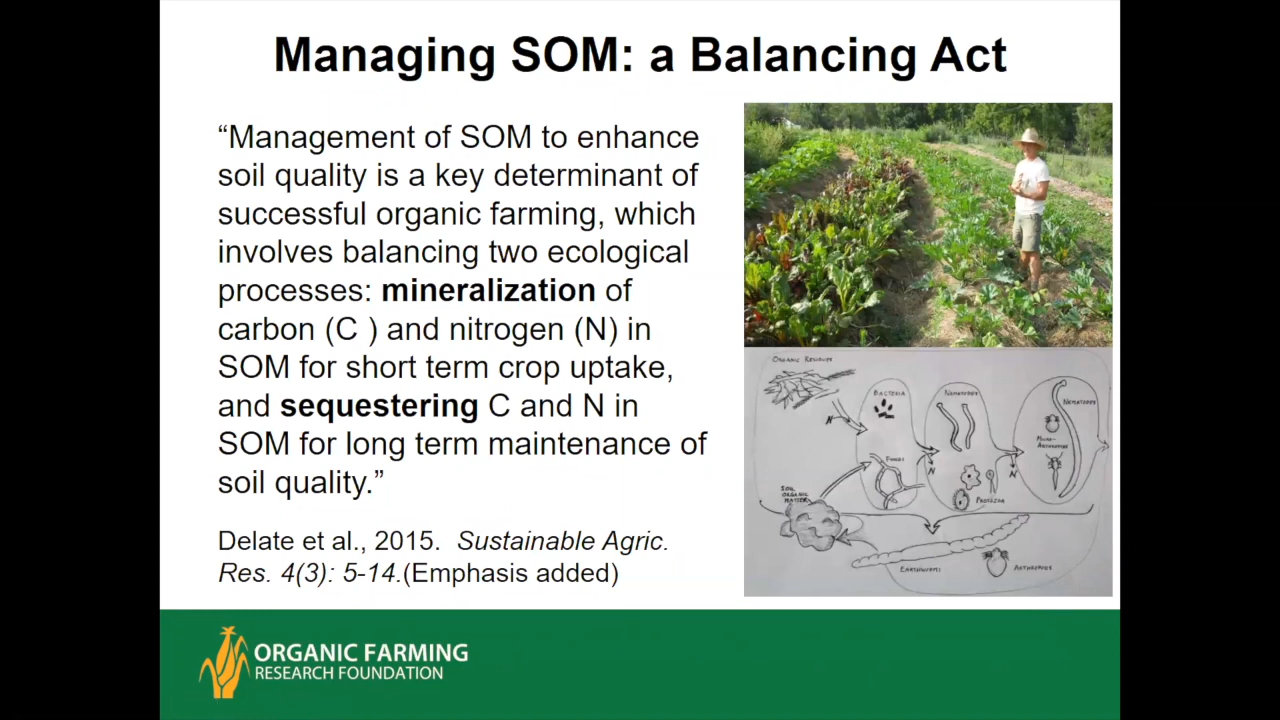 Managing SOM: a Balancing Act
“Management of SOM to enhance
soil quality is a key determinant of
successful organic farming, which
involves balancing two ecological
processes: mineralization of
carbon (C ) and nitrogen (N) in
SOM for short term crop uptake,
and sequestering C and N in
SOM for long term maintenance of
soil quality.”
Delate et al., 2015. Sustainable Agric.
Res. 4(3): 5-14.(Emphasis added)
ORGANIC RESIDUES
BACTERIA
NEMATODES
NEMATODES
N
MICRO-
ARTHROPODS
FUNGI
N
N
PROTOZOA
SOIL
ORGANIC
MATTER
EARTHWORMS
ARTHROPODS
ORGANIC FARMING
RESEARCH FOUNDATION